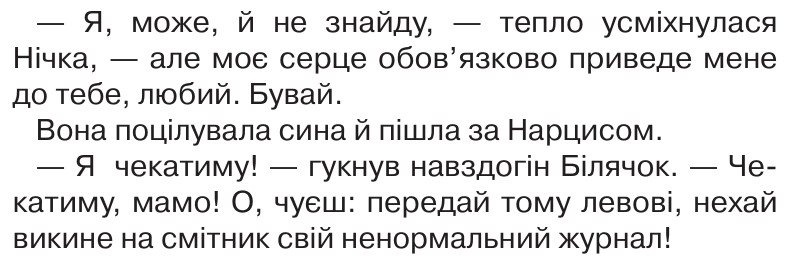 — Я, може, й не знайду, — тепло усміхнулася
Нічка, — але моє серце обов’язково приведе мене
до тебе, любий. Бувай.
Вона поцілувала сина й пішла за Нарцисом.
— Я чекатиму! — гукнув навздогін Білячок. — Че-
катиму, мамо! О, чуєш: передай тому левові, нехай
викине на смітник свій ненормальний журнал!